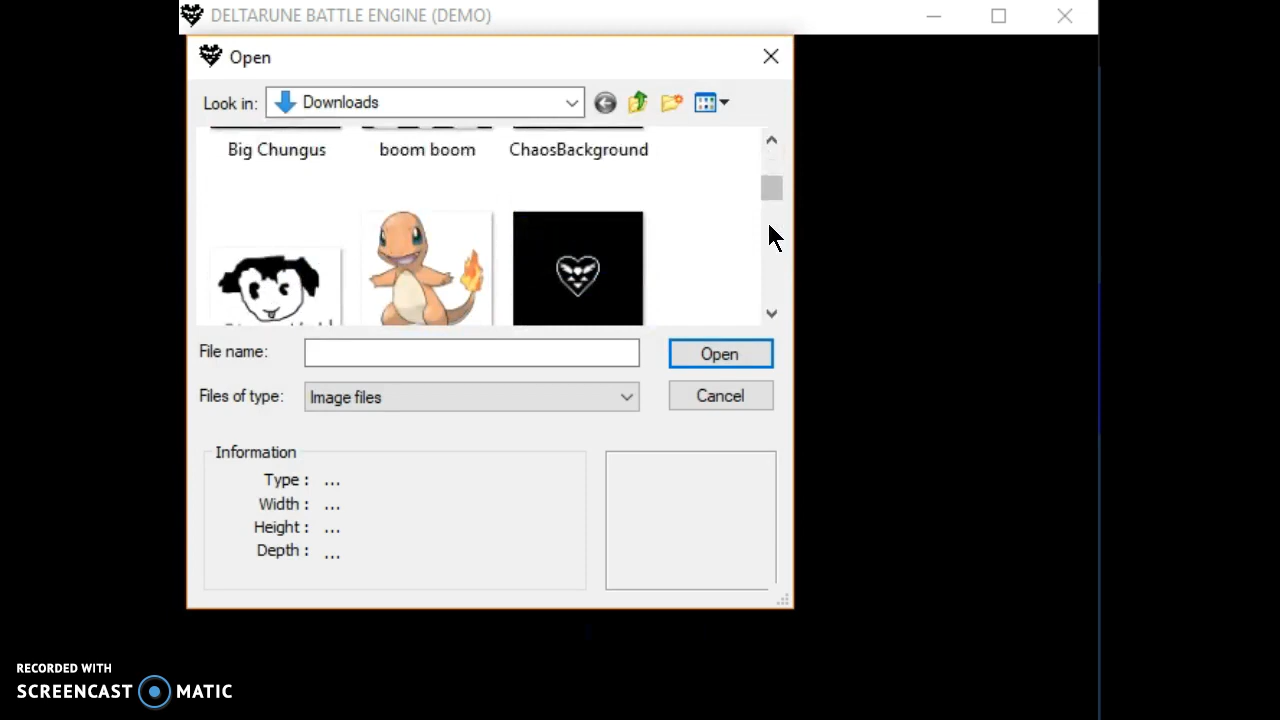 DELTARUNE BATTLE ENGINE (DEMO)
Open
Look in: Downloads
Big Chungus boom boom ChaosBackground
File name: Open
Files of type: Image files Cancel
Information
Type : ...
Width : ...
Height : ...
Depth : ...
RECORDED WITH
SCREENCAST MATIC